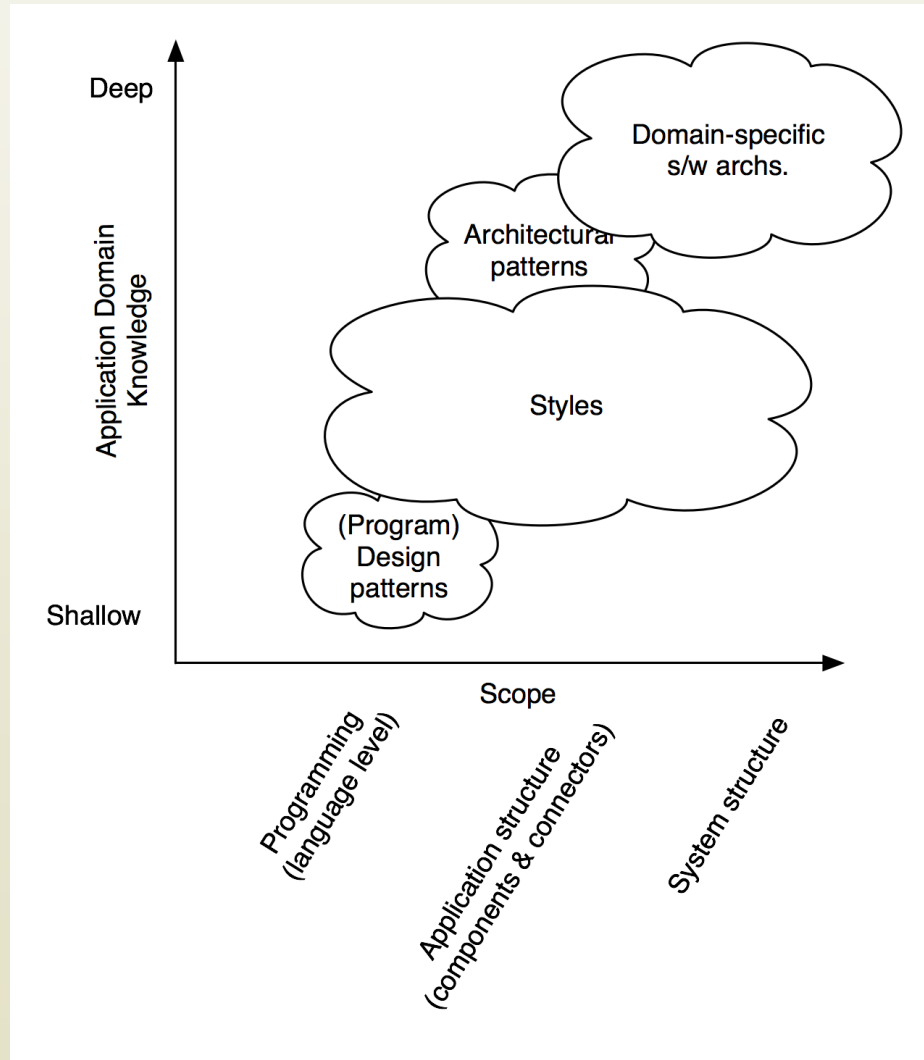 Deep
Domain-specific
s/w archs.
Architectural
patterns
Application Domain
Knowledge
Styles
(Program)
Design
patterns
Shallow
Scope
Programming
(language level)
Application structure
(components & connectors)
System structure